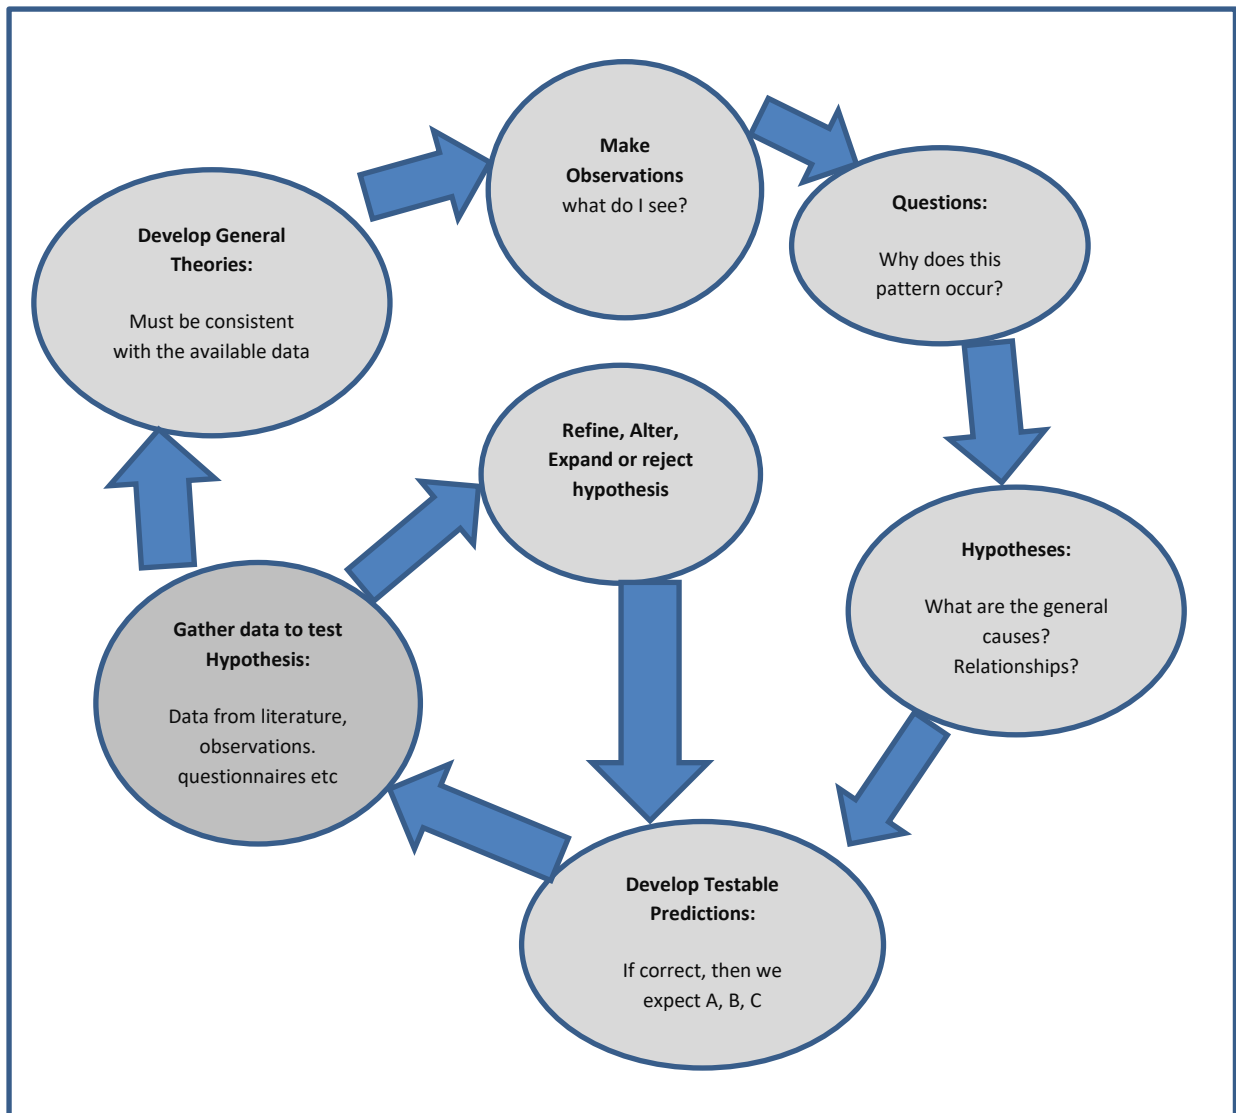 Make
Observations
what do I see?
Questions:
Why does this
pattern occur?
Develop General
Theories:
Must be consistent
with the available data
Refine, Alter,
Expand or reject
hypothesis
Hypotheses:
What are the general
causes?
Relationships?
Gather data to test
Hypothesis:
Data from literature,
observations.
questionnaires etc
Develop Testable
Predictions:
If correct, then we
expect A, B, C